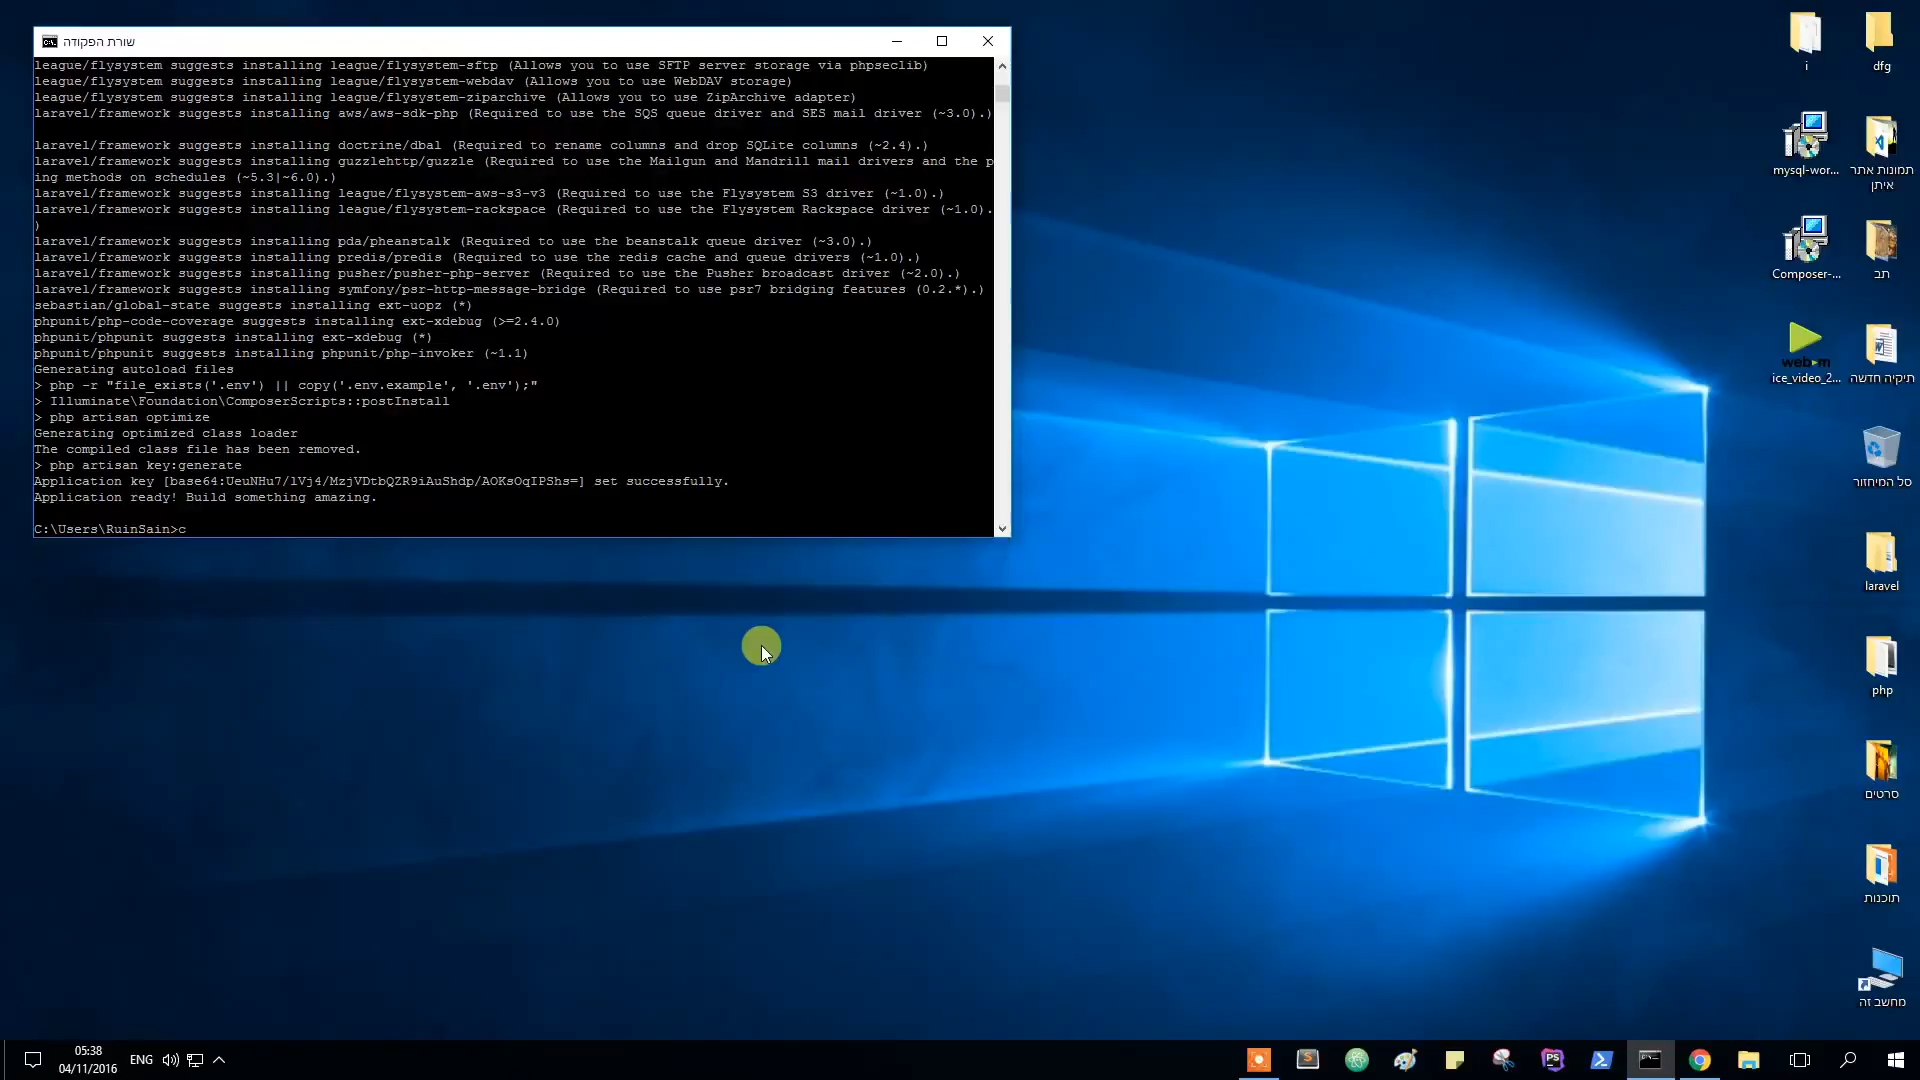 שורת הפקודה
league/flysystem suggests installing league/flysystem-sftp (Allows you to use SFTP server storage via phpseclib)
league/flysystem suggests installing league/flysystem-webdav (Allows you to use WebDAV storage)
league/flysystem suggests installing league/flysystem-ziparchive (Allows you to use ZipArchive adapter)
laravel/framework suggests installing aws/aws-sdk-php (Required to use the SQS queue driver and SES mail driver (~3.0).)
laravel/framework suggests installing doctrine/dbal (Required to rename columns and drop SQLite columns (~2.4).)
laravel/framework suggests installing guzzlehttp/guzzle (Required to use the Mailgun and Mandrill mail drivers and the p
ing methods on schedules (~5.3|~6.0).)
laravel/framework suggests installing league/flysystem-aws-s3-v3 (Required to use the Flysystem S3 driver (~1.0).)
laravel/framework suggests installing league/flysystem-rackspace (Required to use the Flysystem Rackspace driver (~1.0).
)
laravel/framework suggests installing pda/pheanstalk (Required to use the beanstalk queue driver (~3.0).)
laravel/framework suggests installing predis/predis (Required to use the redis cache and queue drivers (~1.0).)
laravel/framework suggests installing pusher/pusher-php-server (Required to use the Pusher broadcast driver (~2.0).)
laravel/framework suggests installing symfony/psr-http-message-bridge (Required to use psr7 bridging features (0.2.*).)
sebastian/global-state suggests installing ext-uopz (*)
phpunit/php-code-coverage suggests installing ext-xdebug (>=2.4.0)
phpunit/phpunit suggests installing ext-xdebug (*)
phpunit/phpunit suggests installing phpunit/php-invoker (~1.1)
Generating autoload files
> php -r "file_exists('.env') || copy('.env.example', '.env');"
> Illuminate\Foundation\ComposerScripts::postInstall
> php artisan optimize
Generating optimized class loader
The compiled class file has been removed.
> php artisan key:generate
Application key [base64:UeuNHu7/lVj4/MzjVDtbQZR9iAuShdp/AOKsOqIPShs=] set successfully.
Application ready! Build something amazing.
C:\Users\RuinSain>c
i
dfg
mysql-wor...
תמונות אתר
איתן
Composer-...
תב
web-m
ice_video_2...
תיקיה חדשה
סל המיחזור
laravel
php
סרטים
תוכנות
מחשב זה
05:38
04/11/2016
ENG